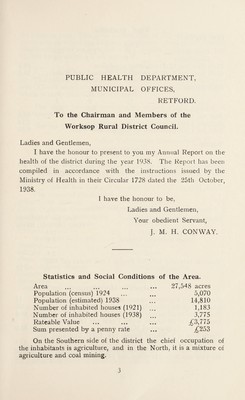 PUBLIC HEALTH DEPARTMENT,
MUNICIPAL OFFICES,
RETFORD.
To the Chairman and Members of the
Worksop Rural District Council.
Ladies and Gentlemen,
I have the honour to present to you my Annual Report on the
health of the district during the year 1938. The Report has been
compiled in accordance with the instructions issued by the
Ministry of Health in their Circular 1728 dated the 25th October,
1938.
I have the honour to be,
Ladies and Gentlemen,
Your obedient Servant,
J. M. H. CONWAY.
Statistics and Social Conditions of the Area.
Area ... ... ... ... 27,548 acres
Population (census) 1924 ... ... 5,070
Population (estimated) 1938 ... 14,810
Number of inhabited houses (1921) ... 1,183
Number of inhabited houses (1938) ... 3,775
Rateable Value ... ... ... £3,775
Sum presented by a penny rate ... £253
On the Southern side of the district the chief occupation of
the inhabitants is agriculture, and in the North, it is a mixture of
agriculture and coal mining.
3